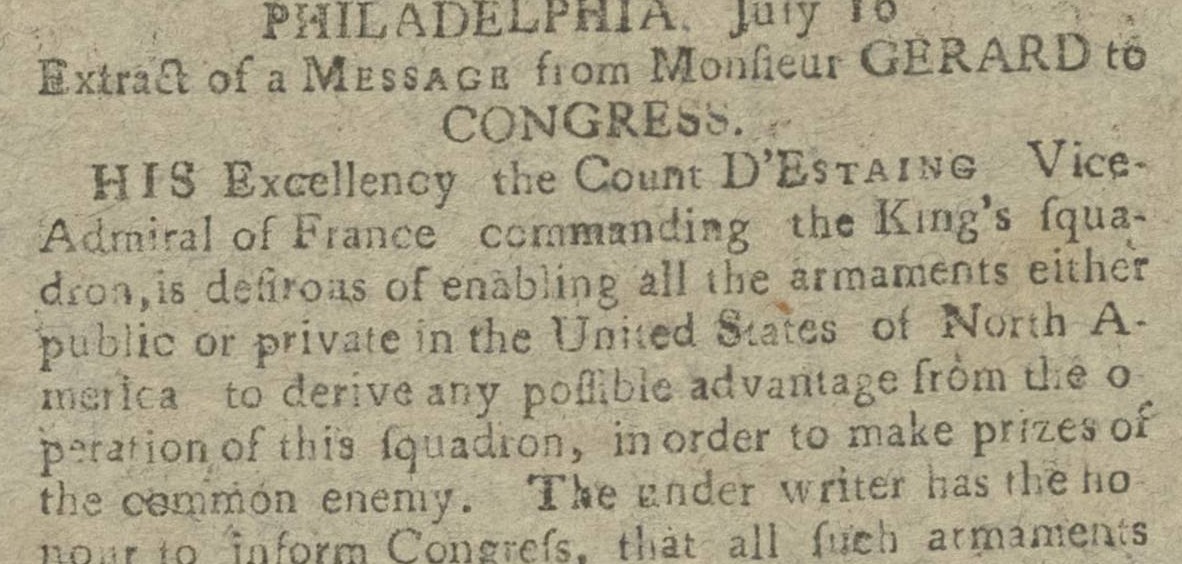 PHILADELPHIA. July 16
Extract of a MESSAGE from Monſieur GERARD to
CONGRESS.
HIS Excellency the Count D'ESTAING Vice-
Admiral of France commanding the King's ſqua-
dron, is deſirous of enabling all the armaments either
public or private in the United States of North A-
merica to derive any poſſible advantage from the o-
peration of this ſquadron, in order to make prizes of
the common enemy. The under writer has the ho
nour to inform Congreſs, that all ſuch armaments